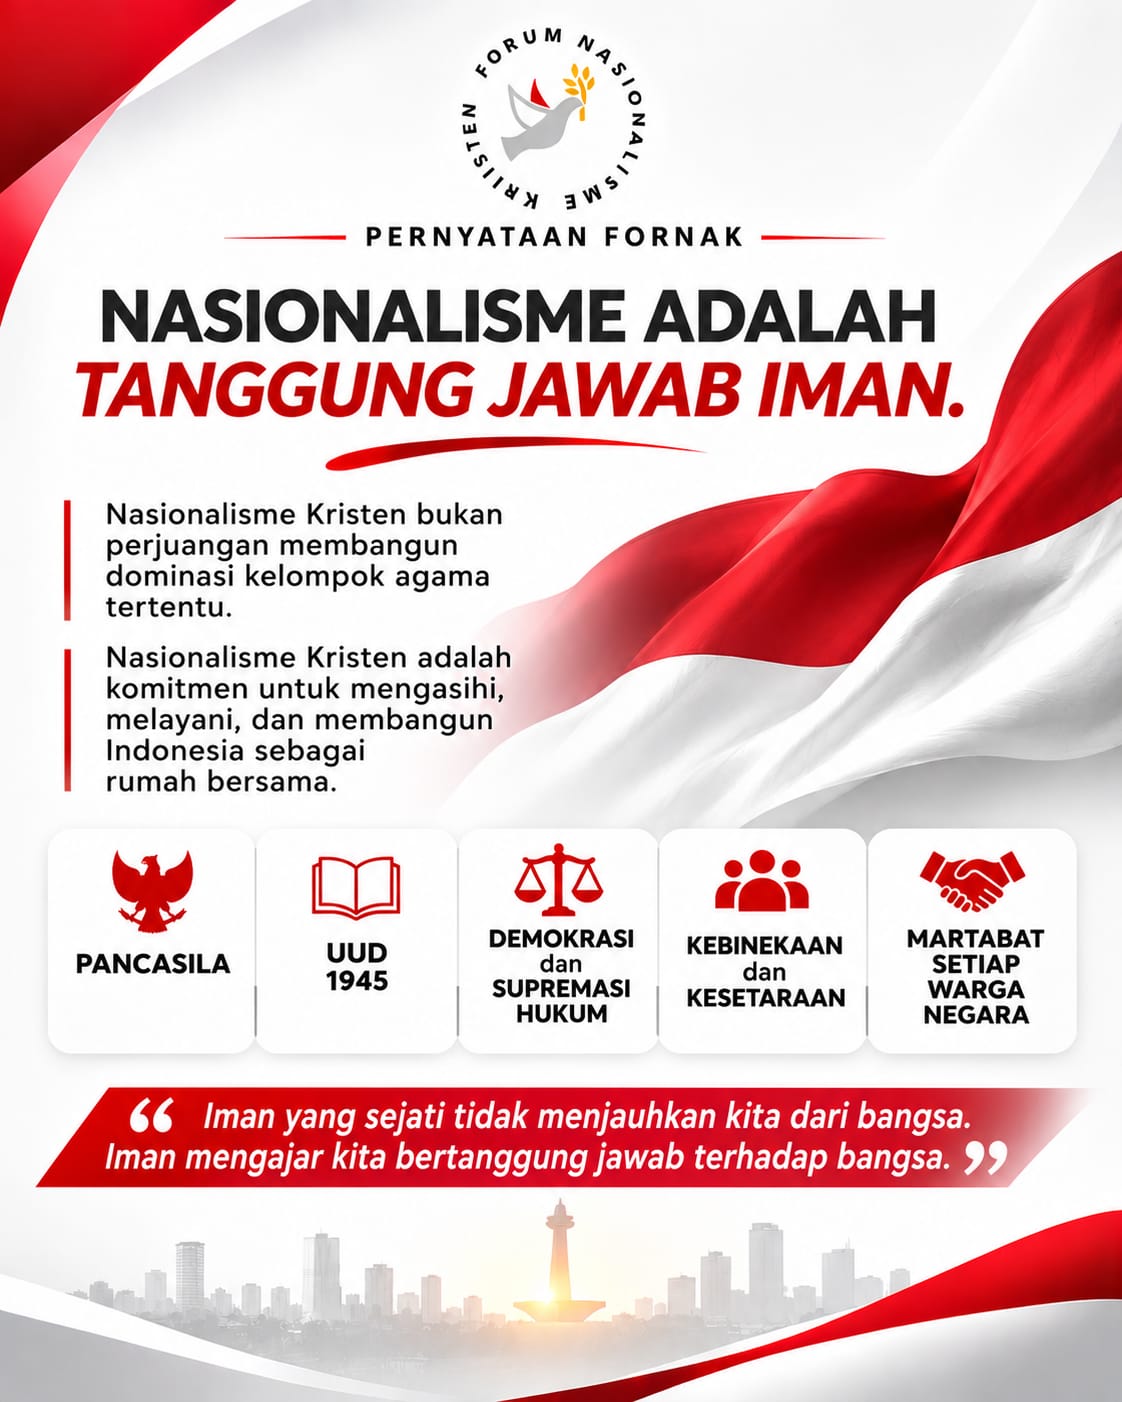 FORUM NASIONALISME KRIISTEN
PERNYATAAN FORNAK
NASIONALISME ADALAH
TANGGUNG JAWAB IMAN.
Nasionalisme Kristen bukan
perjuangan membangun
dominasi kelompok agama
tertentu.
Nasionalisme Kristen adalah
komitmen untuk mengasihi,
melayani, dan membangun
Indonesia sebagai
rumah bersama.
PANCASILA
UUD
1945
DEMOKRASI
dan
SUPREMASI
HUKUM
KEBINEKAAN
dan
KESETARAAN
MARTABAT
SETIAP
WARGA
NEGARA
“ Iman yang sejati tidak menjauhkan kita dari bangsa.
Iman mengajar kita bertanggung jawab terhadap bangsa. ”